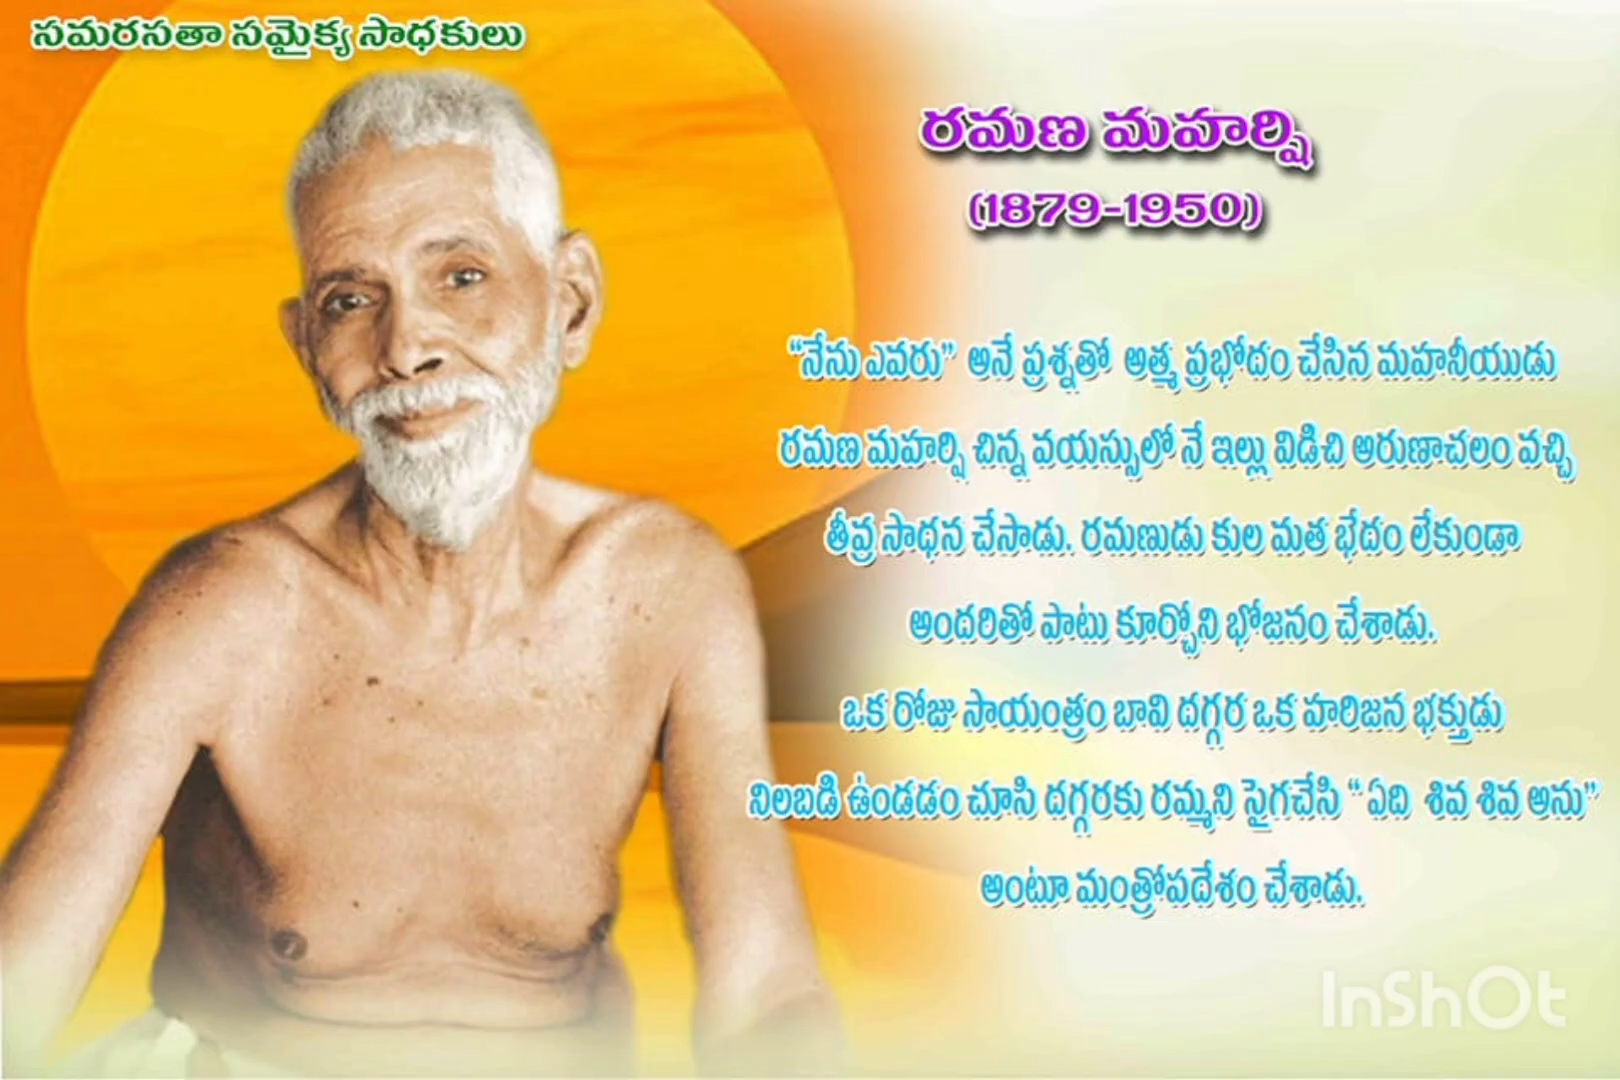 సమరసతా సమైక్య సాధకులు
రమణ మహర్షి
(1879-1950)
“నేను ఎవరు” అనే ప్రశ్నతో అత్మ ప్రభోదం చేసిన మహనీయుడు
రమణ మహర్షి చిన్న వయస్సులో నే ఇల్లు విడిచి అరుణాచలం వచ్చి
తీవ్ర సాధన చేసాడు. రమణుడు కుల మత భేదం లేకుండా
అందరితో పాటు కూర్చోని భోజనం చేశాడు.
ఒక రోజు సాయంత్రం బావి దగ్గర ఒక హరిజన భక్తుడు
నిలబడి ఉండడం చూసి దగ్గరకు రమ్మని సైగచేసి “ ఏది శివ శివ అను”
అంటూ మంత్రోపదేశం చేశాడు.
InShOt